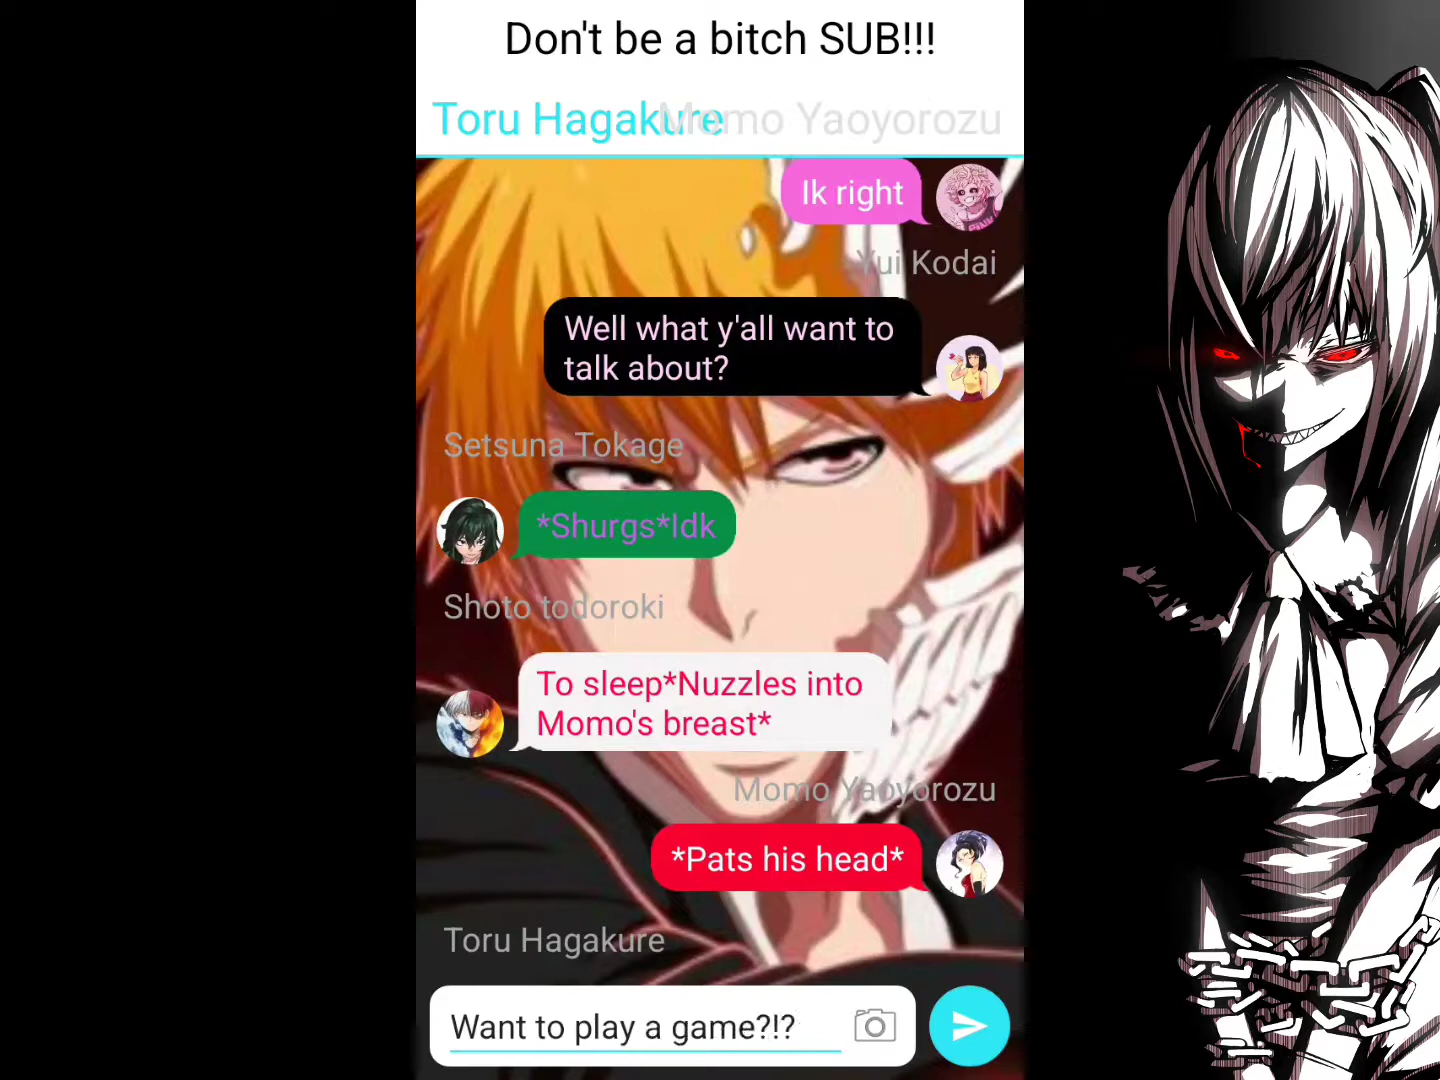 Don't be a bitch SUB!!!
Toru Hagakure Momo Yaoyorozu
Ik right
Yui Kodai
Well what y'all want to
talk about?
Setsuna Tokage
*Shurgs*Idk
Shoto todoroki
To sleep*Nuzzles into
Momo's breast*
Momo Yaoyorozu
*Pats his head*
Toru Hagakure
Want to play a game?!?